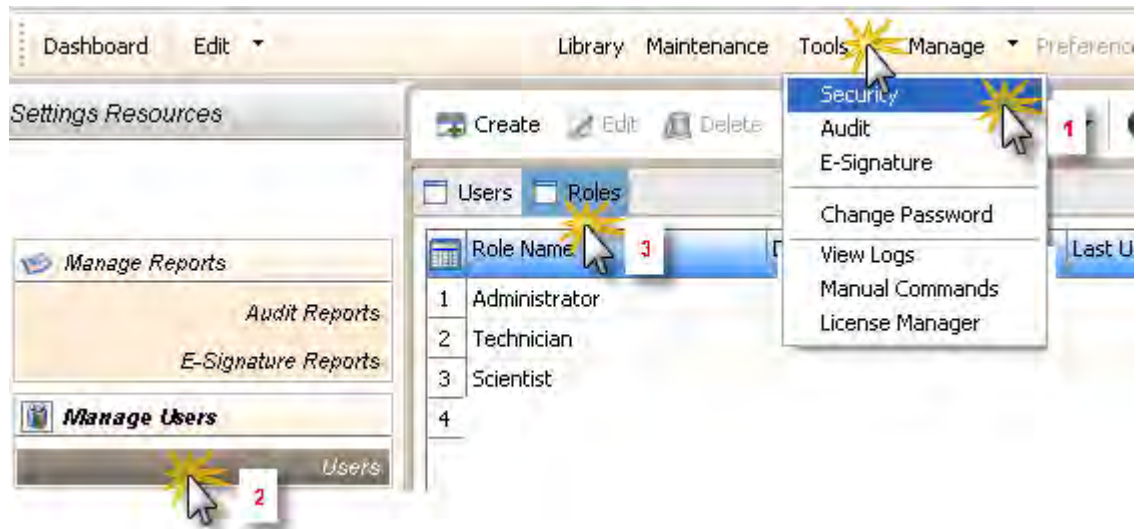 Dashboard Edit Library Maintenance Tools Manage Preference
Settings Resources
Create Edit Delete
Security
1
Audit
E-Signature
Change Password
View Logs
Manual Commands
License Manager
Users Roles
Role Name 3 Last U
1 Administrator
2 Technician
3 Scientist
4
Manage Reports
Audit Reports
E-Signature Reports
Manage Users
Users
2